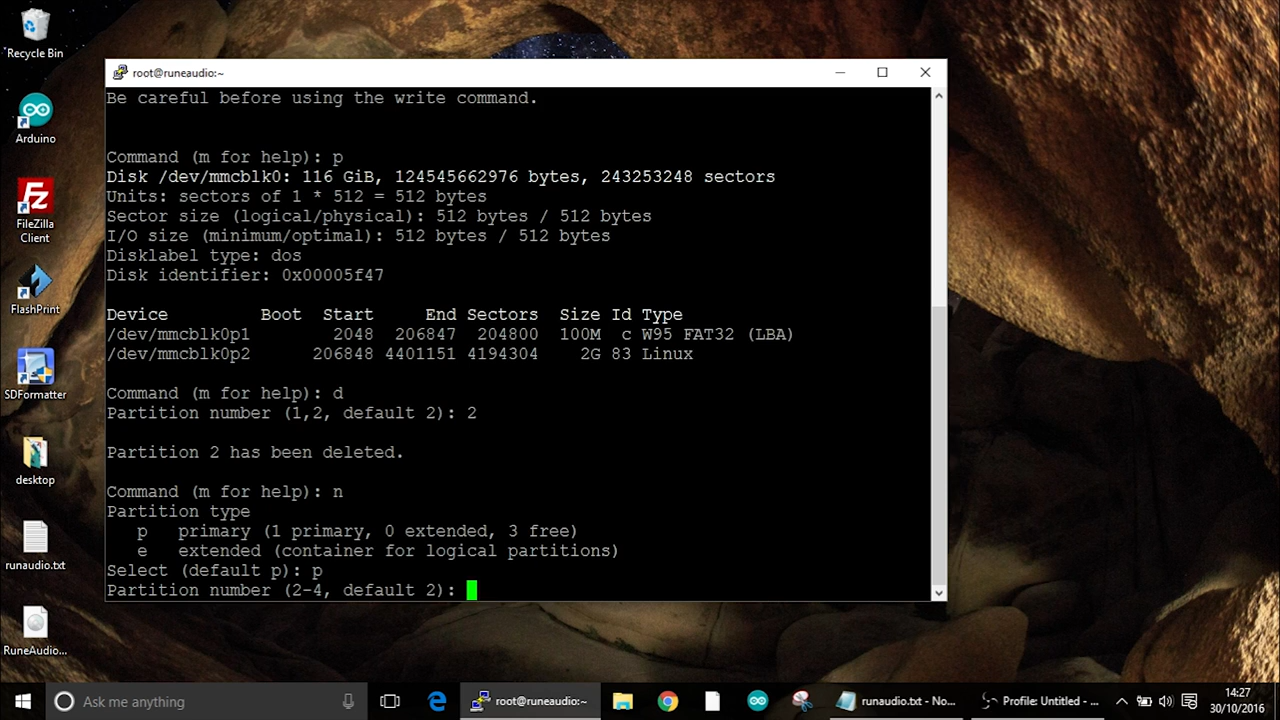 Recycle Bin
Arduino
FileZilla
Client
FlashPrint
SDFormatter
desktop
runaudio.txt
RuneAudio...
root@runeaudio:~
Be careful before using the write command.
Command (m for help): p
Disk /dev/mmcblk0: 116 GiB, 124545662976 bytes, 243253248 sectors
Units: sectors of 1 * 512 = 512 bytes
Sector size (logical/physical): 512 bytes / 512 bytes
I/O size (minimum/optimal): 512 bytes / 512 bytes
Disklabel type: dos
Disk identifier: 0x00005f47
Device Boot Start End Sectors Size Id Type
/dev/mmcblk0p1 2048 206847 204800 100M c W95 FAT32 (LBA)
/dev/mmcblk0p2 206848 4401151 4194304 2G 83 Linux
Command (m for help): d
Partition number (1,2, default 2): 2
Partition 2 has been deleted.
Command (m for help): n
Partition type
p primary (1 primary, 0 extended, 3 free)
e extended (container for logical partitions)
Select (default p): p
Partition number (2-4, default 2):
Ask me anything
root@runeaudio:~
runaudio.txt - No...
Profile: Untitled - ...
14:27
30/10/2016